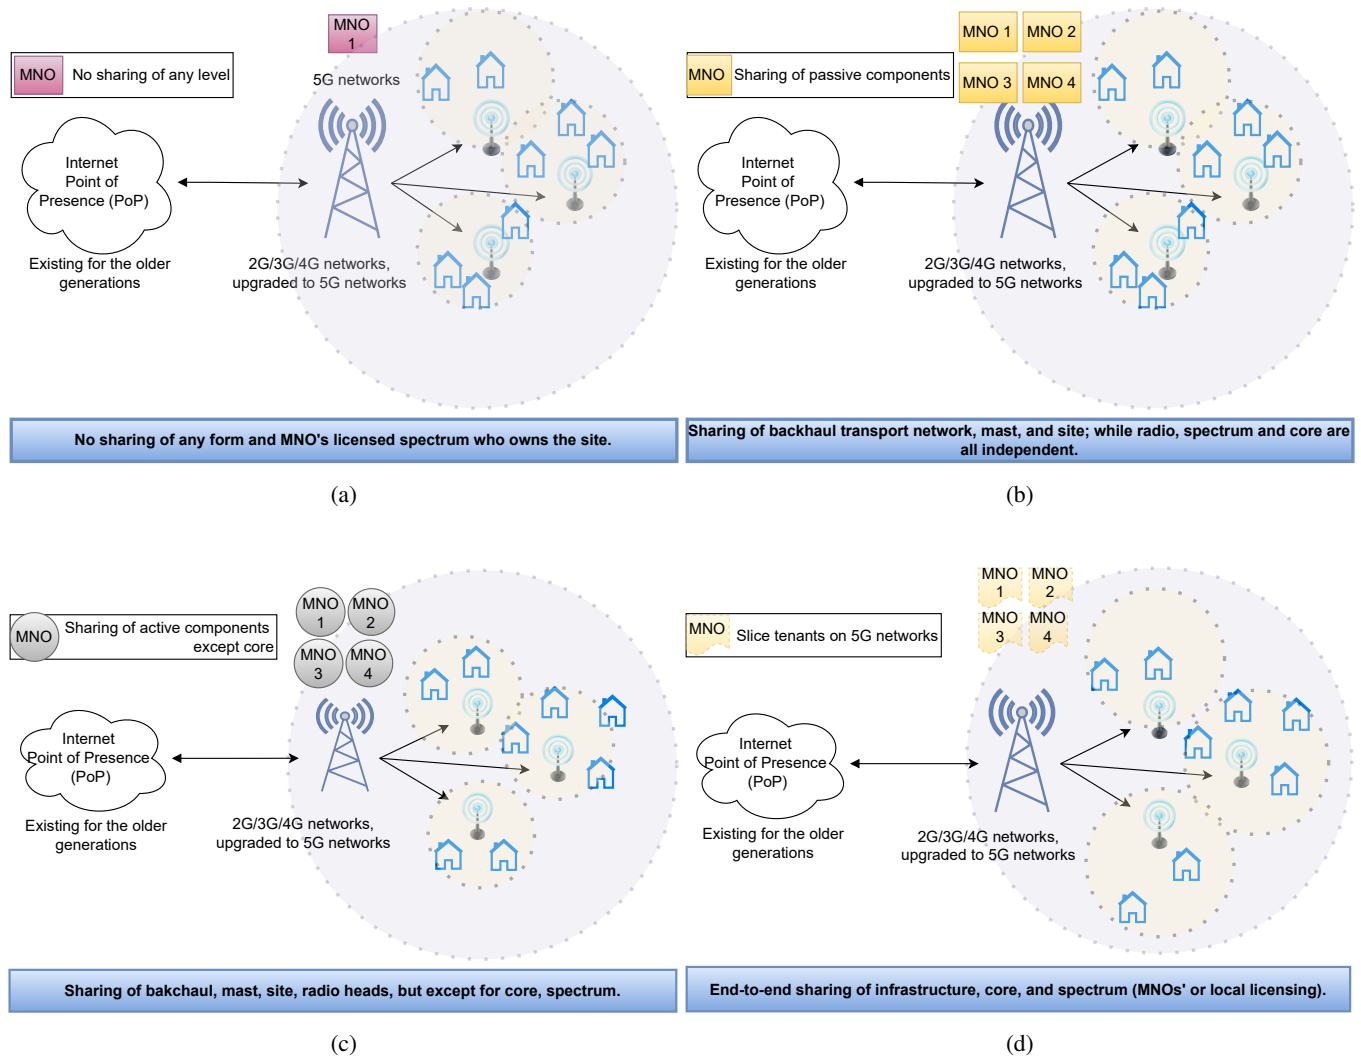 MNO
1
MNO
No sharing of any level
5G networks
Internet
Point of
Presence (PoP)
Existing for the older
generations
2G/3G/4G networks,
upgraded to 5G networks
No sharing of any form and MNO's licensed spectrum who owns the site.
(a)
MNO 1
MNO 2
MNO 3
MNO 4
MNO
Sharing of passive components
Internet
Point of
Presence (PoP)
Existing for the older
generations
2G/3G/4G networks,
upgraded to 5G networks
Sharing of backhaul transport network, mast, and site; while radio, spectrum and core are
all independent.
(b)
MNO
1
MNO
2
MNO
3
MNO
4
MNO
Sharing of active components
except core
Internet
Point of Presence
(PoP)
Existing for the older
generations
2G/3G/4G networks,
upgraded to 5G networks
Sharing of bakchaul, mast, site, radio heads, but except for core, spectrum.
(c)
MNO
1
MNO
2
MNO
3
MNO
4
MNO
Slice tenants on 5G networks
Internet
Point of Presence
(PoP)
Existing for the older
generations
2G/3G/4G networks,
upgraded to 5G networks
End-to-end sharing of infrastructure, core, and spectrum (MNOs' or local licensing).
(d)